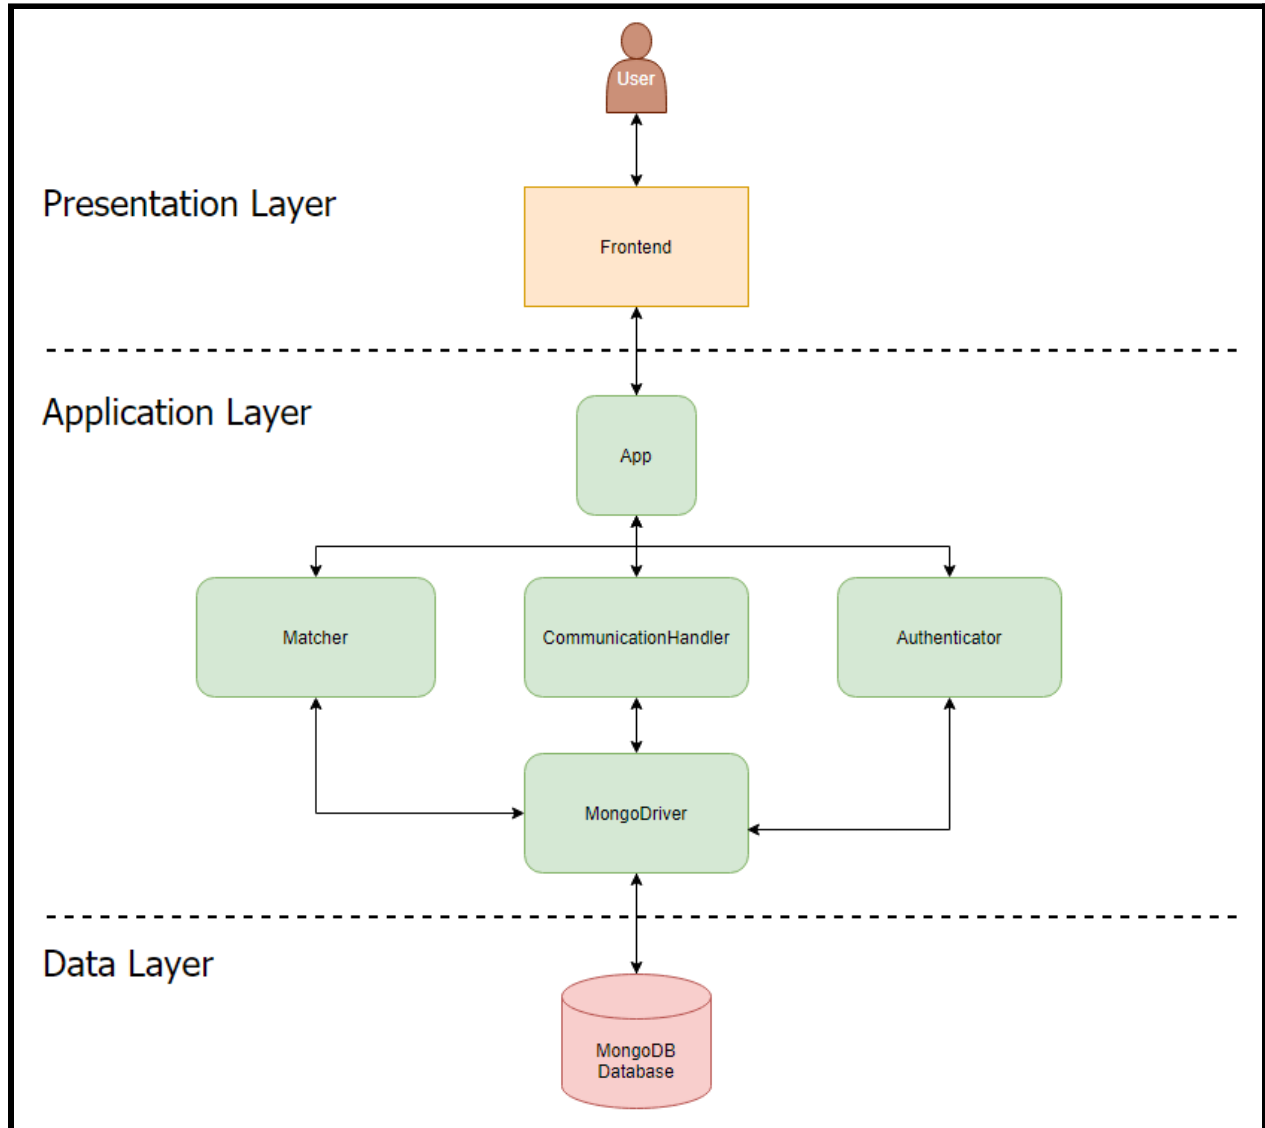 User
Presentation Layer
Frontend
Application Layer
App
Matcher
CommunicationHandler
Authenticator
MongoDriver
Data Layer
MongoDB
Database